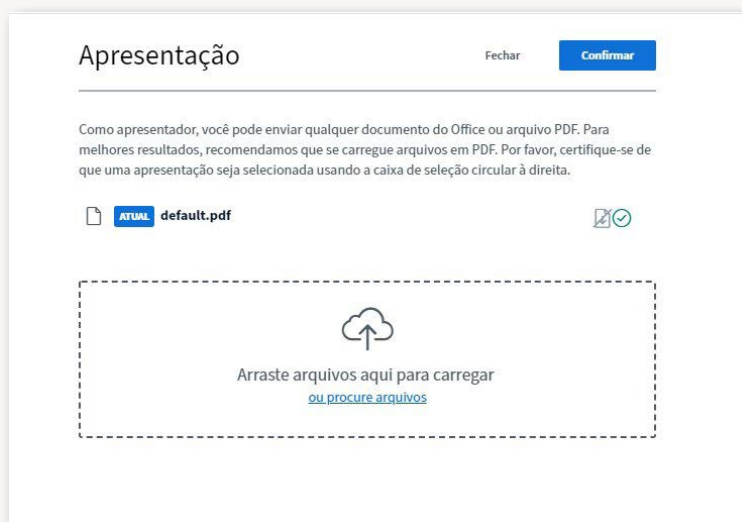 Apresentação
Fechar
Confirmar
Como apresentador, você pode enviar qualquer documento do Office ou arquivo PDF. Para
melhores resultados, recomendamos que se carregue arquivos em PDF. Por favor, certifique-se de
que uma apresentação seja selecionada usando a caixa de seleção circular à direita.
ATUAL default.pdf
Arraste arquivos aqui para carregar
ou procure arquivos